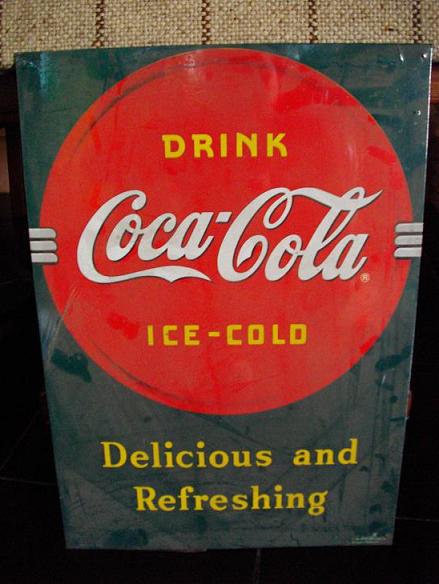 DRINK
Coca-Cola®
ICE-COLD
Delicious and
Refreshing